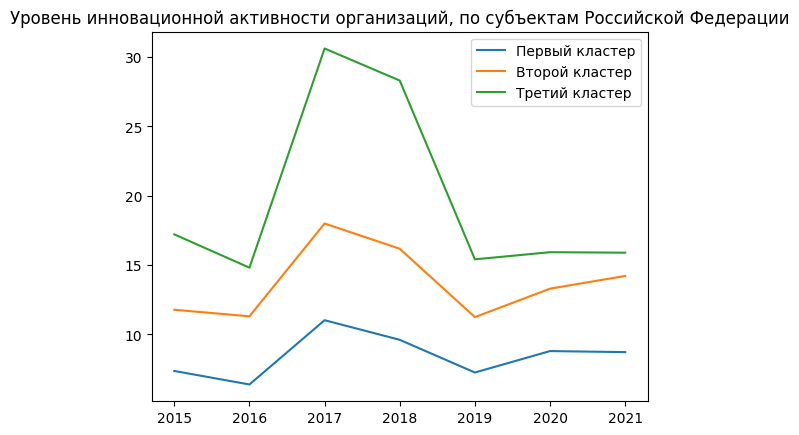 Уровень инновационной активности организаций, по субъектам Российской Федерации
Первый кластер
Второй кластер
Третий кластер
30
25
20
15
10
2015 2016 2017 2018 2019 2020 2021